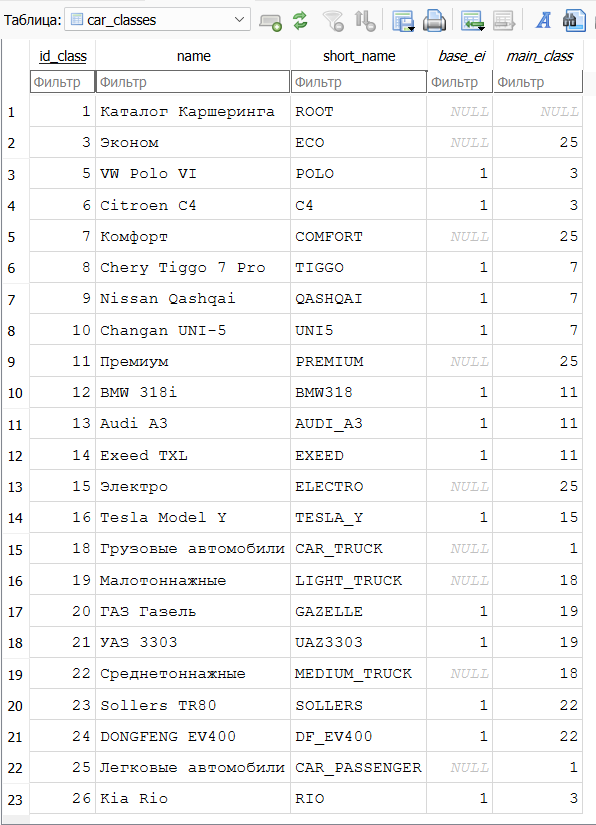 Таблица: car_classes
id_class name short_name base_ei main_class
Фильтр Фильтр Фильтр Фильтр Фильтр
1 1 Каталог Каршеринга ROOT NULL NULL
2 3 Эконом ECO NULL 25
3 5 VW Polo VI POLO 1 3
4 6 Citroen C4 C4 1 3
5 7 Комфорт COMFORT NULL 25
6 8 Chery Tiggo 7 Pro TIGGO 1 7
7 9 Nissan Qashqai QASHQAI 1 7
8 10 Changan UNI-5 UNI5 1 7
9 11 Премиум PREMIUM NULL 25
10 12 BMW 318i BMW318 1 11
11 13 Audi A3 AUDI_A3 1 11
12 14 Exeed TXL EXEED 1 11
13 15 Электро ELECTRO NULL 25
14 16 Tesla Model Y TESLA_Y 1 15
15 18 Грузовые автомобили CAR_TRUCK NULL 1
16 19 Малотоннажные LIGHT_TRUCK NULL 18
17 20 ГАЗ Газель GAZELLE 1 19
18 21 УАЗ 3303 UAZ3303 1 19
19 22 Среднетоннажные MEDIUM_TRUCK NULL 18
20 23 Sollers TR80 SOLLERS 1 22
21 24 DONGFENG EV400 DF_EV400 1 22
22 25 Легковые автомобили CAR_PASSENGER NULL 1
23 26 Kia Rio RIO 1 3